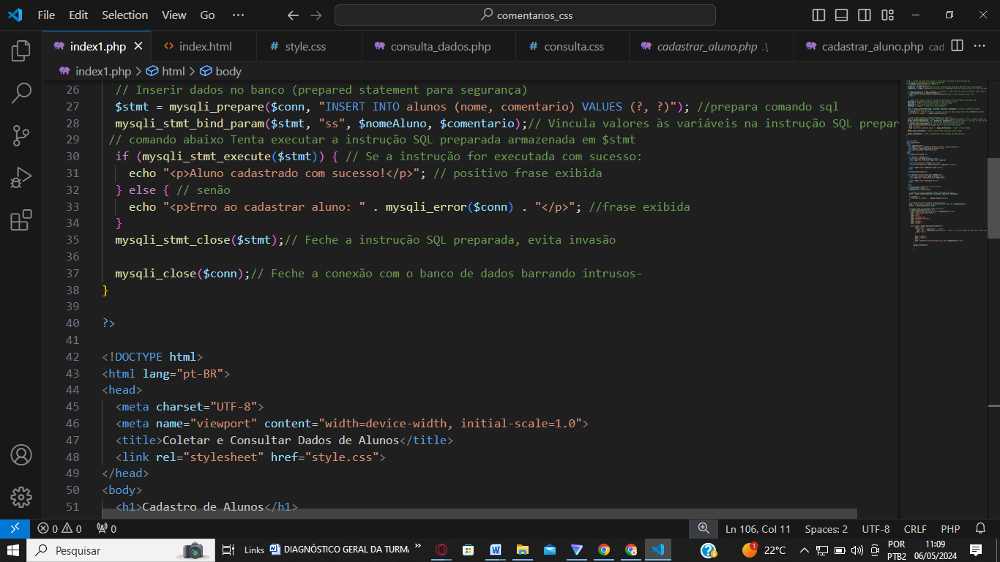 File Edit Selection View Go ··· comentarios_css
index1.php index.html style.css consulta_dados.php consulta.css cadastrar_aluno.php .\ cadastrar_aluno.php cad
index1.php > html > body
26 // Inserir dados no banco (prepared statement para segurança)
27 $stmt = mysqli_prepare($conn, "INSERT INTO alunos (nome, comentario) VALUES (?, ?)"); //prepara comando sql
28 mysqli_stmt_bind_param($stmt, "ss", $nomeAluno, $comentario);// Vincula valores às variáveis na instrução SQL prepar
29 // comando abaixo Tenta executar a instrução SQL preparada armazenada em $stmt
30 if (mysqli_stmt_execute($stmt)) { // Se a instrução for executada com sucesso:
31 echo "<p>Aluno cadastrado com sucesso!</p>"; // positivo frase exibida
32 } else { // senão
33 echo "<p>Erro ao cadastrar aluno: " . mysqli_error($conn) . "</p>"; //frase exibida
34 }
35 mysqli_stmt_close($stmt);// Feche a instrução SQL preparada, evita invasão
36
37 mysqli_close($conn);// Feche a conexão com o banco de dados barrando intrusos-
38 }
39
40 ?>
41
42 <!DOCTYPE html>
43 <html lang="pt-BR">
44 <head>
45 <meta charset="UTF-8">
46 <meta name="viewport" content="width=device-width, initial-scale=1.0">
47 <title>Coletar e Consultar Dados de Alunos</title>
48 <link rel="stylesheet" href="style.css">
49 </head>
50 <body>
51 <h1>Cadastro de Alunos</h1>
0 0 0 Ln 106, Col 11 Spaces: 2 UTF-8 CRLF PHP
Pesquisar Links DIAGNÓSTICO GERAL DA TURMA » 1 22°C POR 11:09
PTB2 06/05/2024